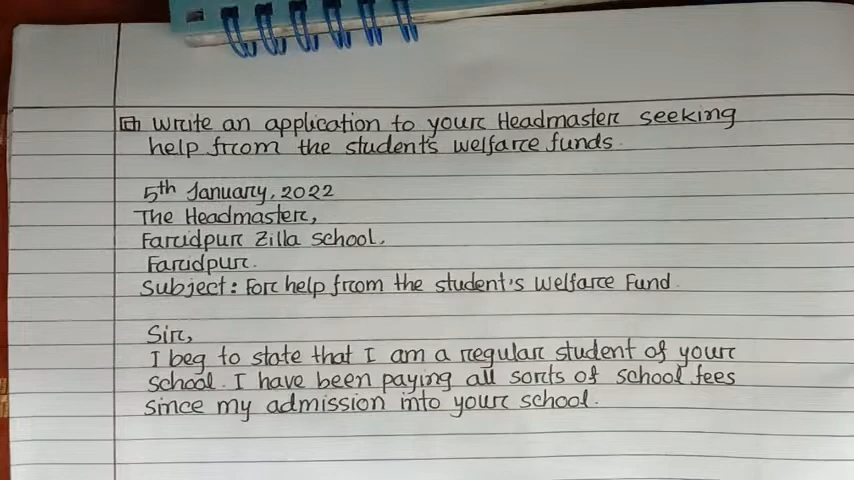 Write an application to your Headmaster seeking
help from the students welfare funds.
5th January, 2022
The Headmaster,
Faridpur Zilla school,
Faridpur.
Subject: For help from the student's Welfare Fund.
Sir,
I beg to state that I am a regular student of your
school. I have been paying all sorts of school fees
since my admission into your school.